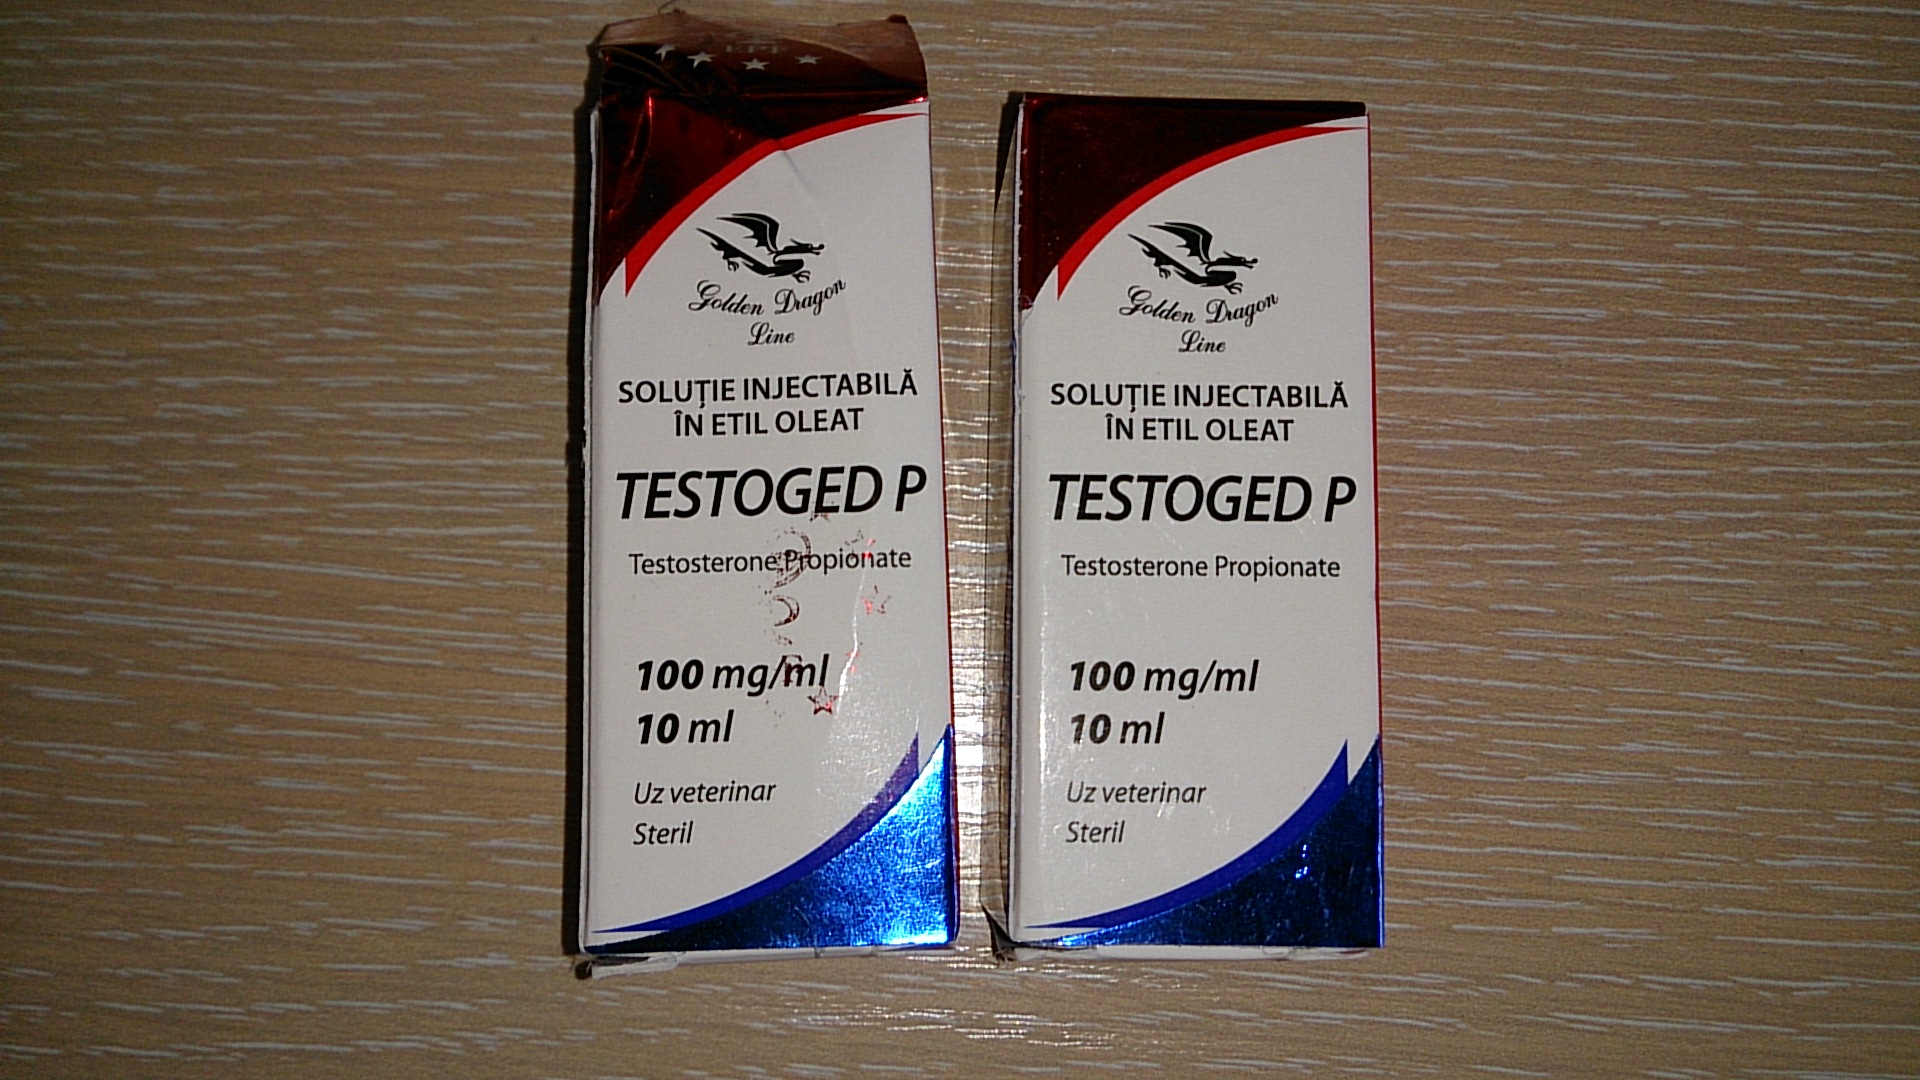 EPF
Golden Dragon
Line
SOLUȚIE INJECTABILĂ
ÎN ETIL OLEAT
TESTOGED P
Testosterone Propionate
100 mg/ml
10 ml
Uz veterinar
Steril
Golden Dragon
Line
SOLUȚIE INJECTABILĂ
ÎN ETIL OLEAT
TESTOGED P
Testosterone Propionate
100 mg/ml
10 ml
Uz veterinar
Steril